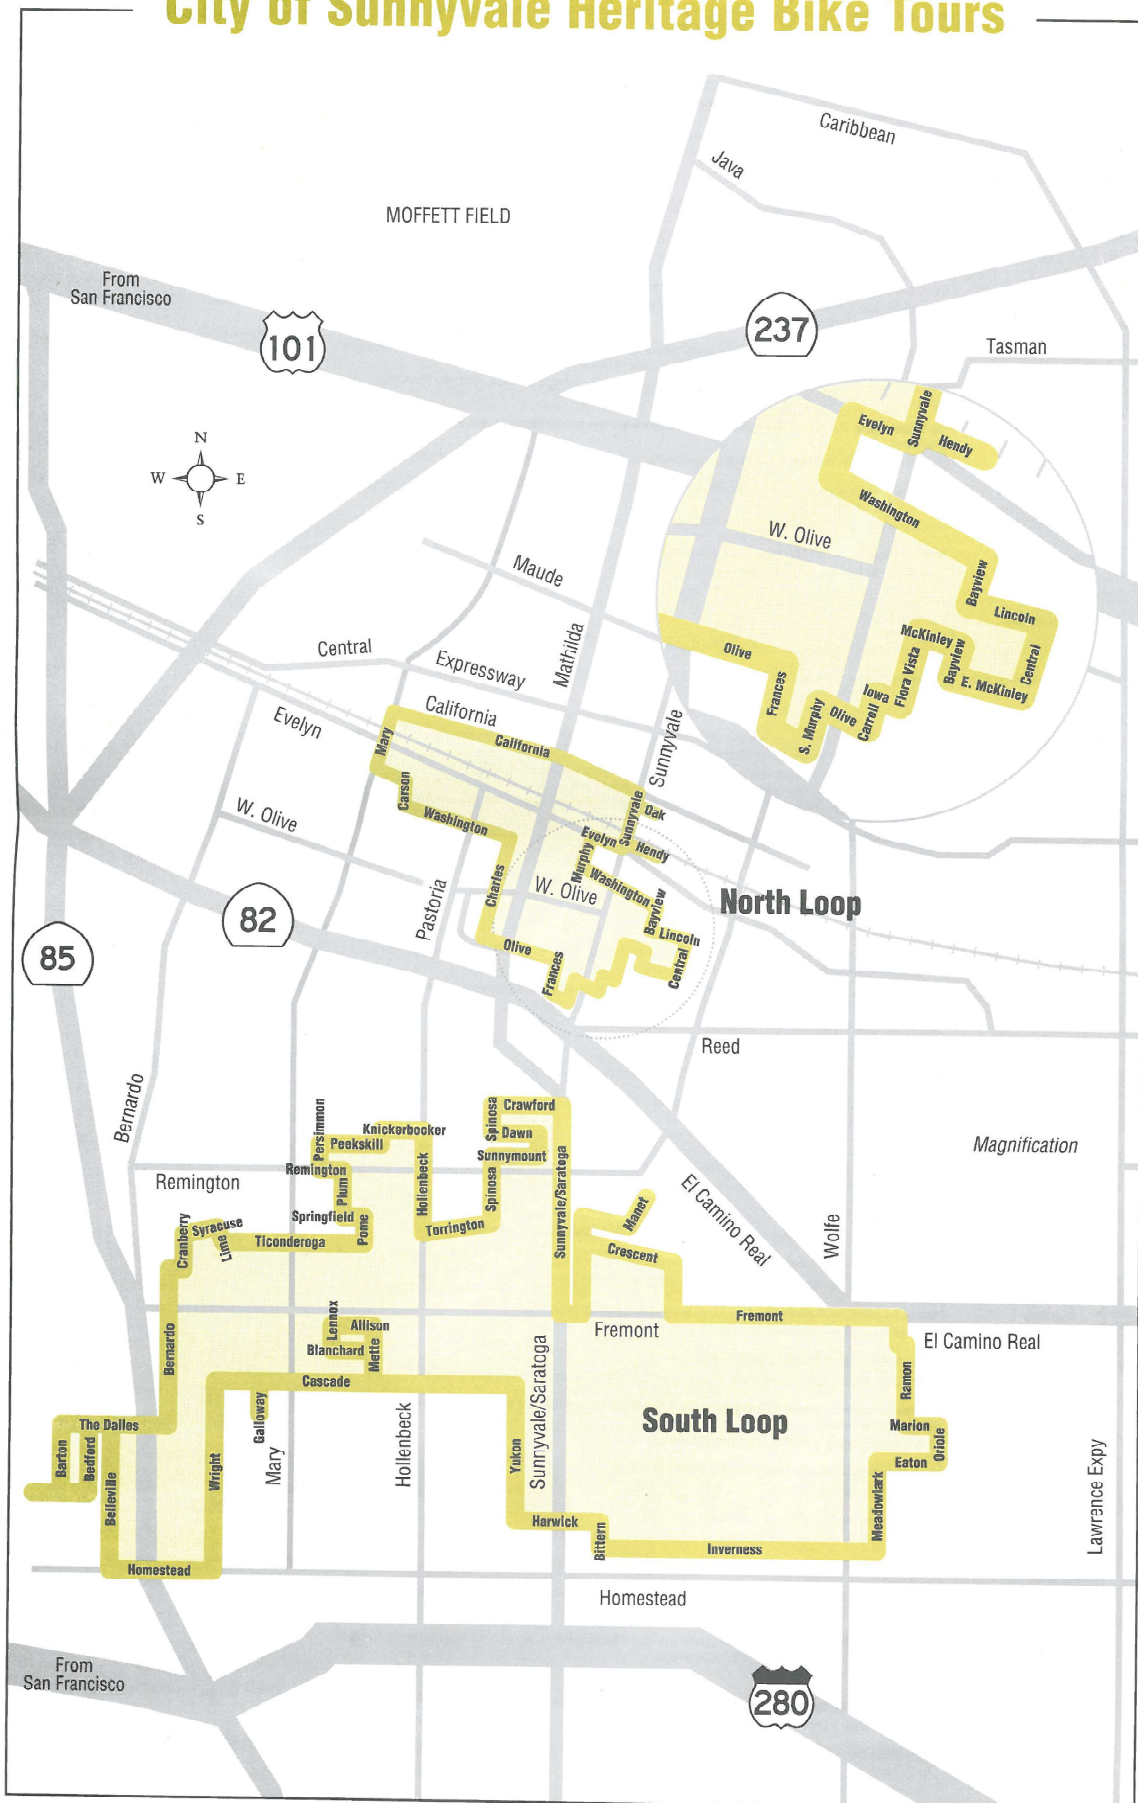 City of Sunnyvale Heritage Bike Tours
Caribbean
Java
MOFFETT FIELD
From
San Francisco
101
237
Tasman
N
W E
S
Evelyn
Sunnyvale
Hendy
Washington
W. Olive
Bayview
Lincoln
McKinley
Bayview
Central
E. McKinley
Olive
Frances
S. Murphy
Olive
Iowa
Carroll
Flora Vista
Maude
Mathilda
Central
Expressway
California
Evelyn
Mary
California
Sunnyvale
Carson
Washington
Sunnyvale
Oak
Evelyn
Hendy
Murphy
W. Olive
Charles
W. Olive
Washington
Bayview
Lincoln
Central
North Loop
Pastoria
Olive
Frances
82
85
Reed
Bernardo
Persimmon
Knickerbocker
Peekskill
Spinosa
Crawford
Dawn
Sunnymount
Magnification
Remington
Remington
Plum
Hollenbeck
Spinosa
Sunnyvale/Saratoga
El Camino Real
Springfield
Pome
Torrington
Manet
Wolfe
Cranberry
Syracuse
Lime
Ticonderoga
Crescent
Lennox
Allison
Blanchard
Mette
Fremont
Fremont
El Camino Real
Bernardo
Cascade
Sunnyvale/Saratoga
Ramon
Galloway
South Loop
Marion
Oriole
Eaton
The Dalles
Barton
Bedford
Belleville
Wright
Mary
Hollenbeck
Yukon
Meadowlark
Lawrence Expy
Harwick
Bittern
Inverness
Homestead
Homestead
From
San Francisco
280